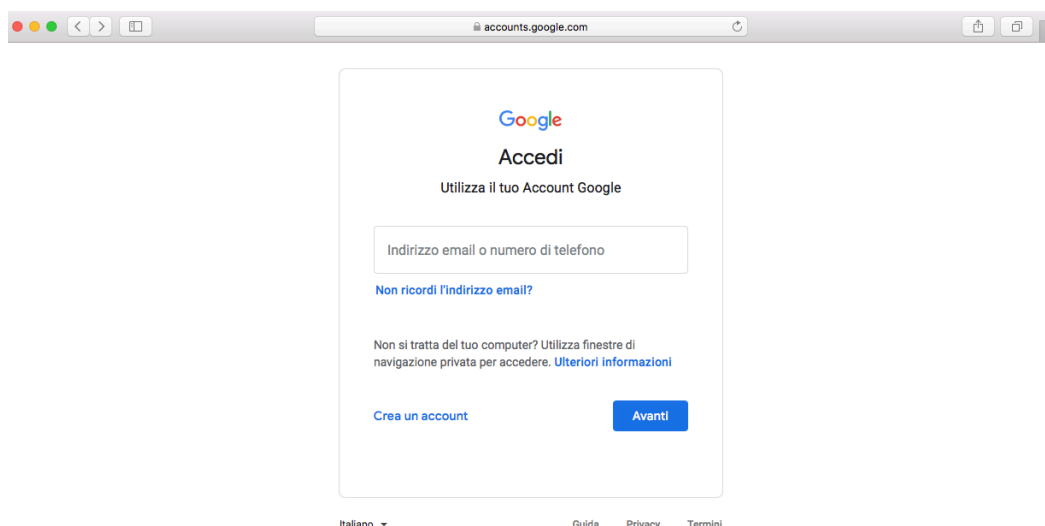 accounts.google.com
Google
Accedi
Utilizza il tuo Account Google
Indirizzo email o numero di telefono
Non ricordi l'indirizzo email?
Non si tratta del tuo computer? Utilizza finestre di
navigazione privata per accedere. Ulteriori informazioni
Crea un account Avanti
Italiano Guida Privacy Termini